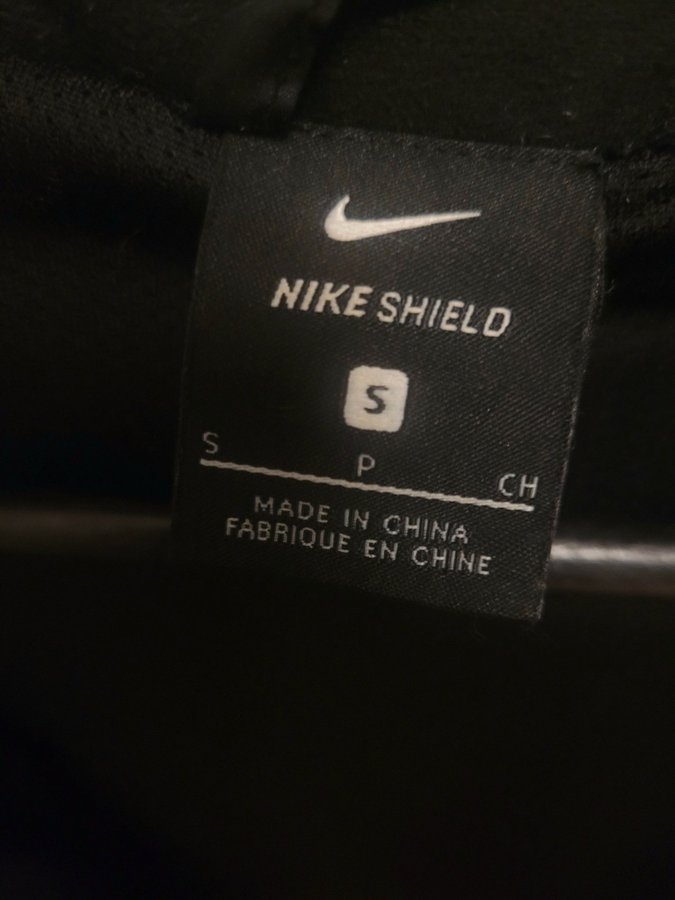 NIKE SHIELD
S
S P CH
MADE IN CHINA
FABRIQUE EN CHINE